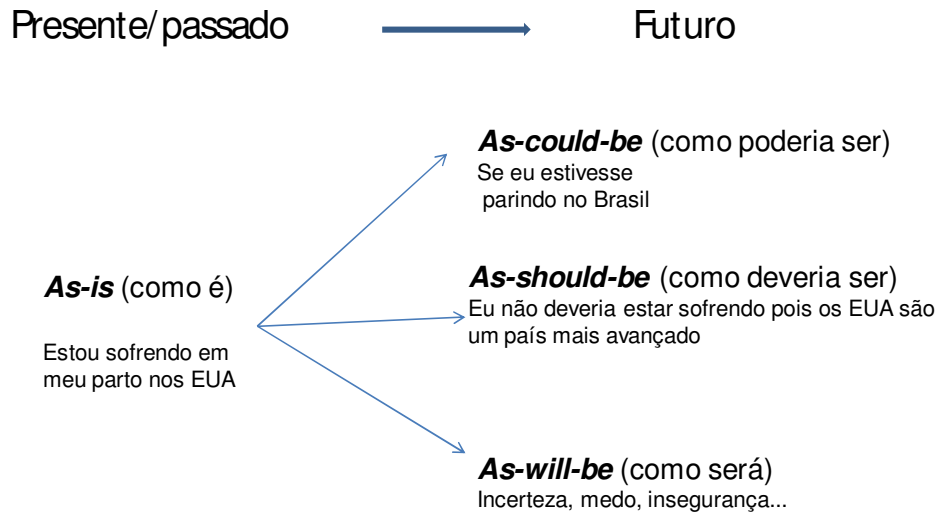 Presente/passado Futuro
As-could-be (como poderia ser)
Se eu estivesse
parindo no Brasil
As-is (como é)
Estou sofrendo em
meu parto nos EUA
As-should-be (como deveria ser)
Eu não deveria estar sofrendo pois os EUA são
um país mais avançado
As-will-be (como será)
Incerteza, medo, insegurança...